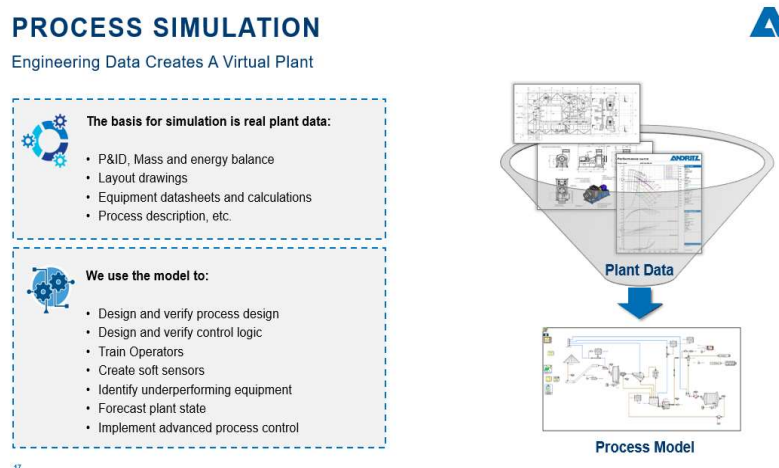 PROCESS SIMULATION
Engineering Data Creates A Virtual Plant
The basis for simulation is real plant data:
• P&ID, Mass and energy balance
• Layout drawings
• Equipment datasheets and calculations
• Process description, etc.
We use the model to:
• Design and verify process design
• Design and verify control logic
• Train Operators
• Create soft sensors
• Identify underperforming equipment
• Forecast plant state
• Implement advanced process control
ANDRITZ
Plant Data
Process Model
17